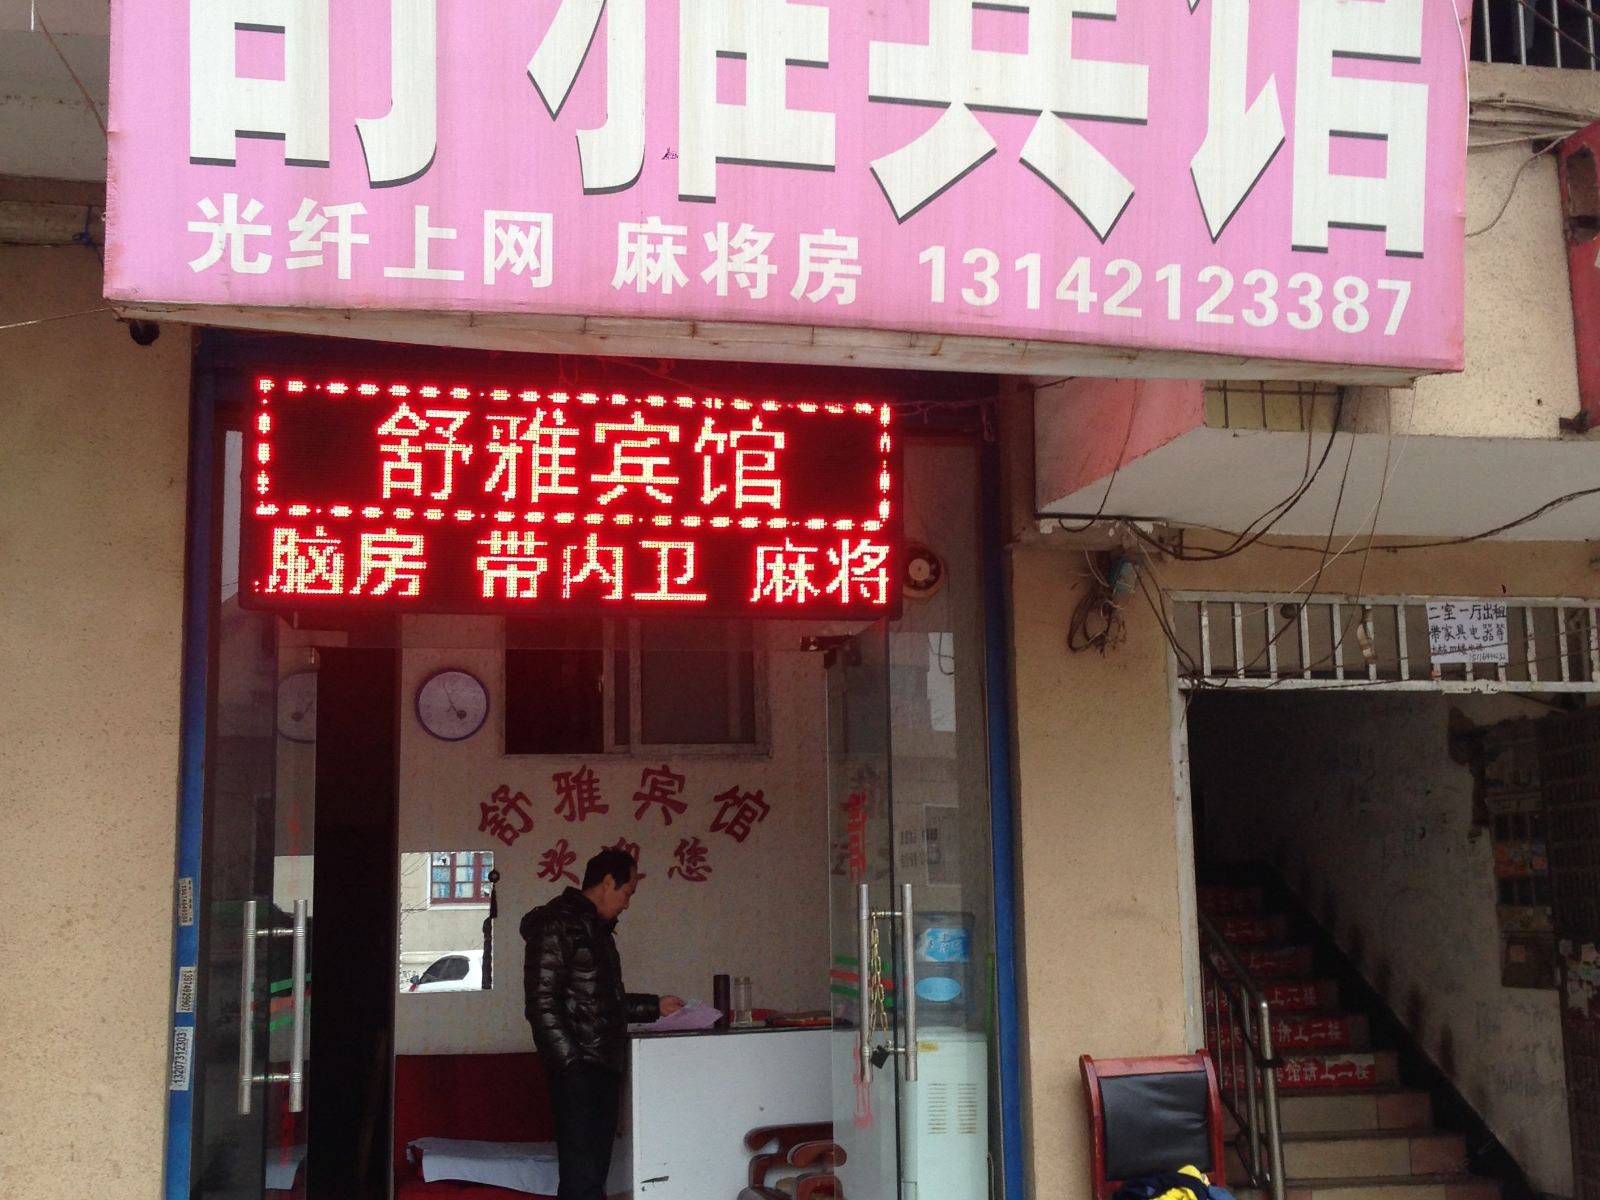 舒雅宾馆
光纤上网 麻将房 13142123387
舒雅宾馆
脑房 带内卫 麻将
舒雅宾馆
欢迎您
二室一厅出租
带家具电器等
13207312303